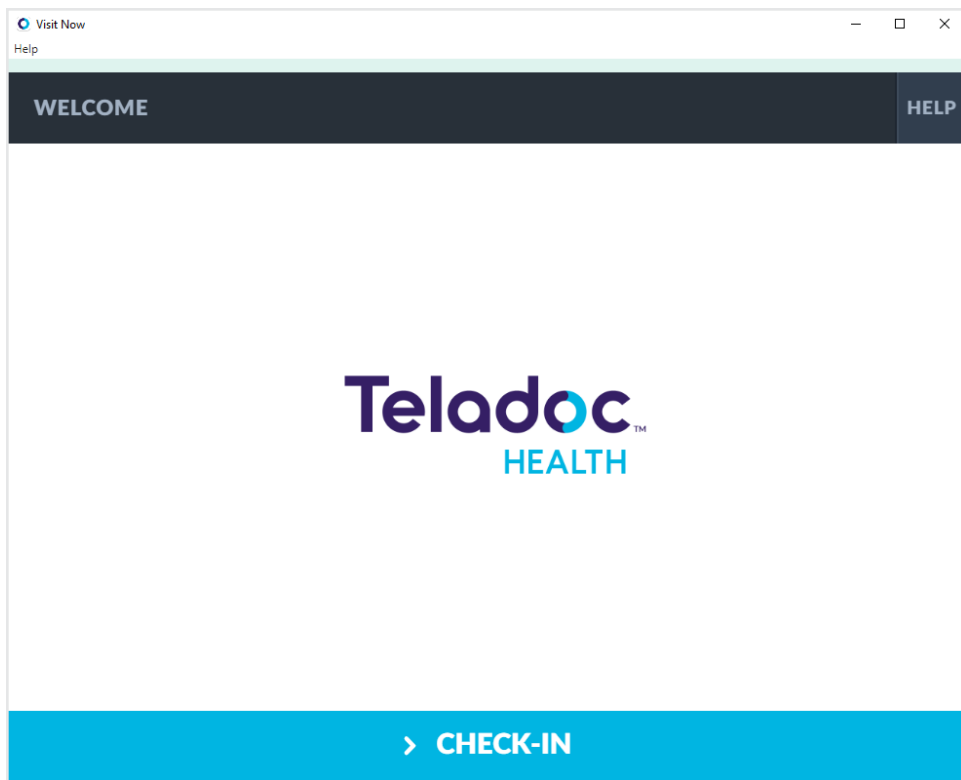 Visit Now
Help
WELCOME
HELP
Teladoc™
HEALTH
CHECK-IN